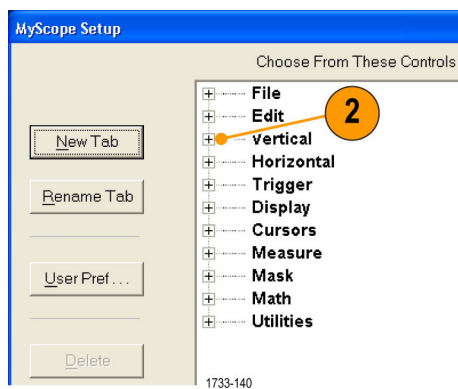 MyScope Setup
Choose From These Controls
File
Edit
2
Vertical
Horizontal
Trigger
Display
Cursors
Measure
Mask
Math
Utilities
New Tab
Rename Tab
User Pref...
Delete
1733-140